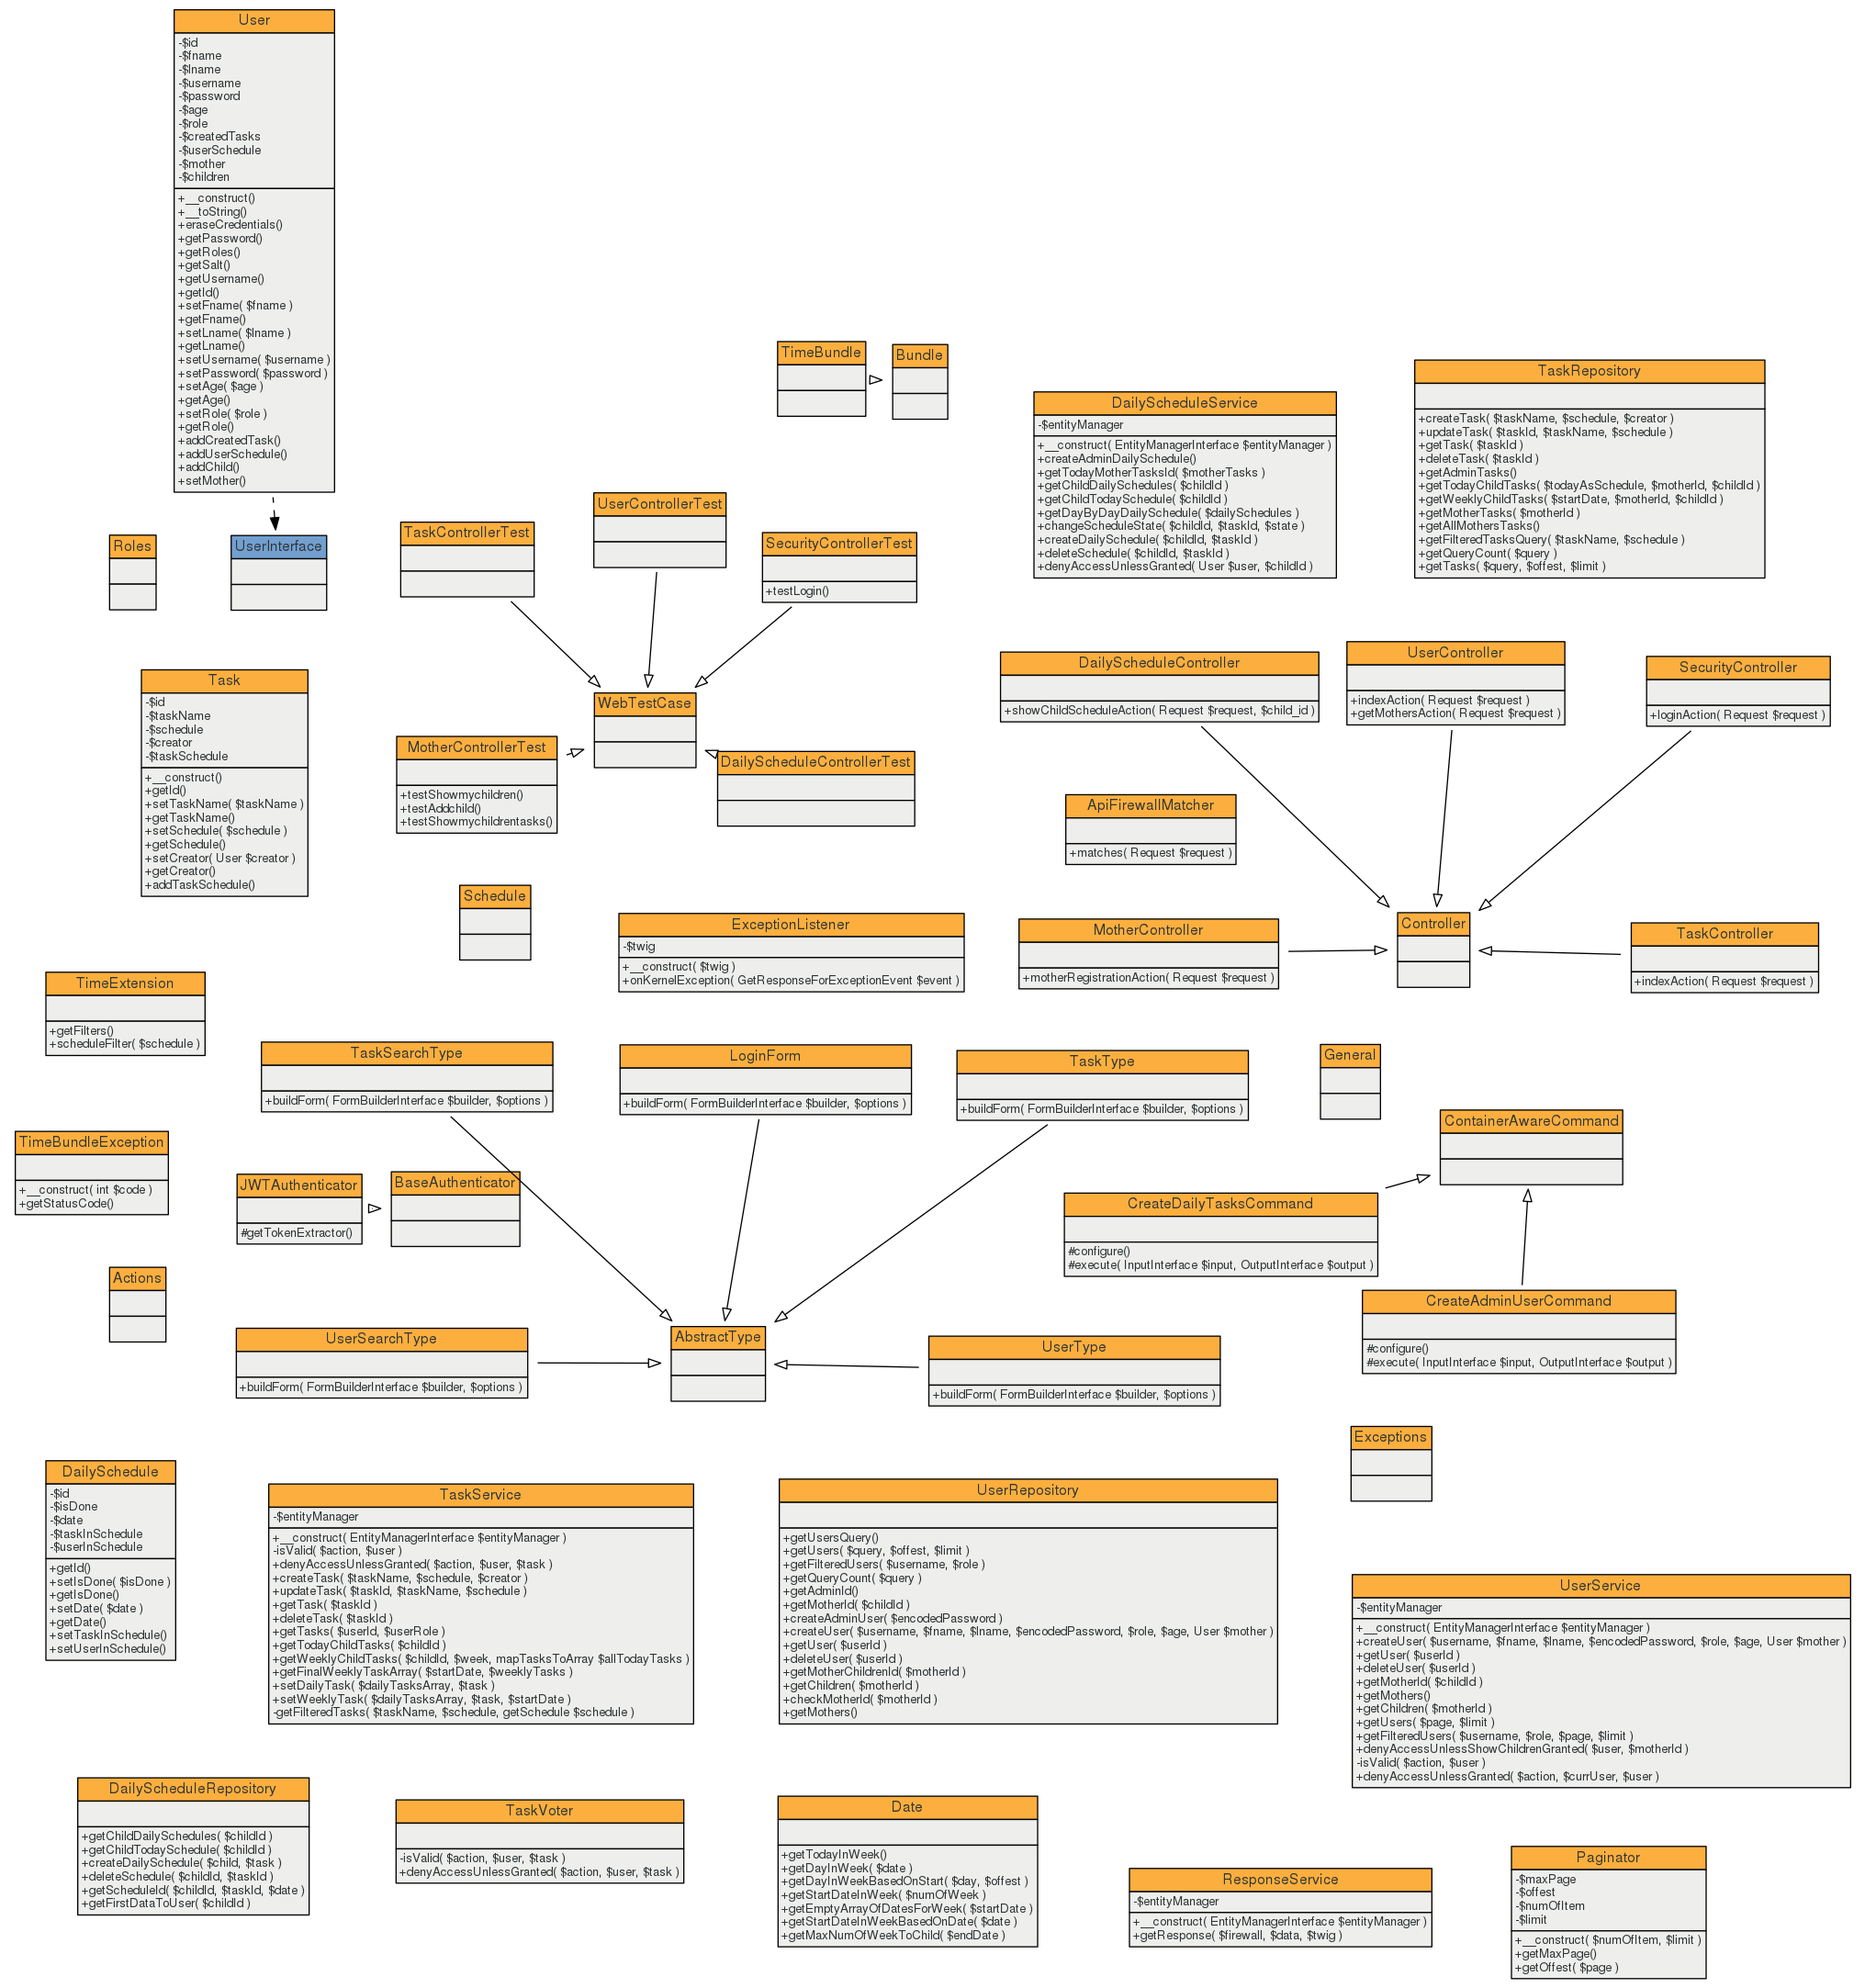 User
-$id
-$fname
-$lname
-$username
-$password
-$age
-$role
-$createdTasks
-$userSchedule
-$mother
-$children
+__construct()
+__toString()
+eraseCredentials()
+getPassword()
+getRoles()
+getSalt()
+getUsername()
+getId()
+setFname( $fname )
+getFname()
+setLname( $lname )
+getLname()
+setUsername( $username )
+setPassword( $password )
+setAge( $age )
+getAge()
+setRole( $role )
+getRole()
+addCreatedTask()
+addUserSchedule()
+addChild()
+setMother()
TimeBundle
Bundle
DailyScheduleService
-$entityManager
+__construct( EntityManagerInterface $entityManager )
+createAdminDailySchedule()
+getTodayMotherTasksId( $motherTasks )
+getChildDailySchedules( $childId )
+getChildTodaySchedule( $childId )
+getDayByDayDailySchedule( $dailySchedules )
+changeScheduleState( $childId, $taskId, $state )
+createDailySchedule( $childId, $taskId )
+deleteSchedule( $childId, $taskId )
+denyAccessUnlessGranted( User $user, $childId )
TaskRepository
+createTask( $taskName, $schedule, $creator )
+updateTask( $taskId, $taskName, $schedule )
+getTask( $taskId )
+deleteTask( $taskId )
+getAdminTasks()
+getTodayChildTasks( $todayAsSchedule, $motherId, $childId )
+getWeeklyChildTasks( $startDate, $motherId, $childId )
+getMotherTasks( $motherId )
+getAllMothersTasks()
+getFilteredTasksQuery( $taskName, $schedule )
+getQueryCount( $query )
+getTasks( $query, $offest, $limit )
Roles
UserInterface
TaskControllerTest
UserControllerTest
SecurityControllerTest
+testLogin()
Task
-$id
-$taskName
-$schedule
-$creator
-$taskSchedule
+__construct()
+getId()
+setTaskName( $taskName )
+getTaskName()
+setSchedule( $schedule )
+getSchedule()
+setCreator( User $creator )
+getCreator()
+addTaskSchedule()
WebTestCase
MotherControllerTest
+testShowmychildren()
+testAddchild()
+testShowmychildrentasks()
DailyScheduleControllerTest
DailyScheduleController
+showChildScheduleAction( Request $request, $child_id )
UserController
+indexAction( Request $request )
+getMothersAction( Request $request )
SecurityController
+loginAction( Request $request )
ApiFirewallMatcher
+matches( Request $request )
Schedule
ExceptionListener
-$twig
+__construct( $twig )
+onKernelException( GetResponseForExceptionEvent $event )
MotherController
+motherRegistrationAction( Request $request )
Controller
TaskController
+indexAction( Request $request )
TimeExtension
+getFilters()
+scheduleFilter( $schedule )
TaskSearchType
+buildForm( FormBuilderInterface $builder, $options )
LoginForm
+buildForm( FormBuilderInterface $builder, $options )
TaskType
+buildForm( FormBuilderInterface $builder, $options )
General
ContainerAwareCommand
TimeBundleException
+__construct( int $code )
+getStatusCode()
JWTAuthenticator
#getTokenExtractor()
BaseAuthenticator
CreateDailyTasksCommand
#configure()
#execute( InputInterface $input, OutputInterface $output )
Actions
CreateAdminUserCommand
#configure()
#execute( InputInterface $input, OutputInterface $output )
UserSearchType
+buildForm( FormBuilderInterface $builder, $options )
AbstractType
UserType
+buildForm( FormBuilderInterface $builder, $options )
Exceptions
DailySchedule
-$id
-$isDone
-$date
-$taskInSchedule
-$userInSchedule
+getId()
+setIsDone( $isDone )
+getIsDone()
+setDate( $date )
+getDate()
+setTaskInSchedule()
+setUserInSchedule()
TaskService
-$entityManager
+__construct( EntityManagerInterface $entityManager )
-isValid( $action, $user )
+denyAccessUnlessGranted( $action, $user, $task )
+createTask( $taskName, $schedule, $creator )
+updateTask( $taskId, $taskName, $schedule )
+getTask( $taskId )
+deleteTask( $taskId )
+getTasks( $userId, $userRole )
+getTodayChildTasks( $childId )
+getWeeklyChildTasks( $childId, $week, mapTasksToArray $allTodayTasks )
+getFinalWeeklyTaskArray( $startDate, $weeklyTasks )
+setDailyTask( $dailyTasksArray, $task )
+setWeeklyTask( $dailyTasksArray, $task, $startDate )
-getFilteredTasks( $taskName, $schedule, getSchedule $schedule )
UserRepository
+getUsersQuery()
+getUsers( $query, $offest, $limit )
+getFilteredUsers( $username, $role )
+getQueryCount( $query )
+getAdminId()
+getMotherId( $childId )
+createAdminUser( $encodedPassword )
+createUser( $username, $fname, $lname, $encodedPassword, $role, $age, User $mother )
+getUser( $userId )
+deleteUser( $userId )
+getMotherChildrenId( $motherId )
+getChildren( $motherId )
+checkMotherId( $motherId )
+getMothers()
UserService
-$entityManager
+__construct( EntityManagerInterface $entityManager )
+createUser( $username, $fname, $lname, $encodedPassword, $role, $age, User $mother )
+getUser( $userId )
+deleteUser( $userId )
+getMotherId( $childId )
+getMothers()
+getChildren( $motherId )
+getUsers( $page, $limit )
+getFilteredUsers( $username, $role, $page, $limit )
+denyAccessUnlessShowChildrenGranted( $user, $motherId )
-isValid( $action, $user )
+denyAccessUnlessGranted( $action, $currUser, $user )
DailyScheduleRepository
+getChildDailySchedules( $childId )
+getChildTodaySchedule( $childId )
+createDailySchedule( $child, $task )
+deleteSchedule( $childId, $taskId )
+getScheduleId( $childId, $taskId, $date )
+getFirstDataToUser( $childId )
TaskVoter
-isValid( $action, $user, $task )
+denyAccessUnlessGranted( $action, $user, $task )
Date
+getTodayInWeek()
+getDayInWeek( $date )
+getDayInWeekBasedOnStart( $day, $offest )
+getStartDateInWeek( $numOfWeek )
+getEmptyArrayOfDatesForWeek( $startDate )
+getStartDateInWeekBasedOnDate( $date )
+getMaxNumOfWeekToChild( $endDate )
ResponseService
-$entityManager
+__construct( EntityManagerInterface $entityManager )
+getResponse( $firewall, $data, $twig )
Paginator
-$maxPage
-$offest
-$numOfItem
-$limit
+__construct( $numOfItem, $limit )
+getMaxPage()
+getOffest( $page )